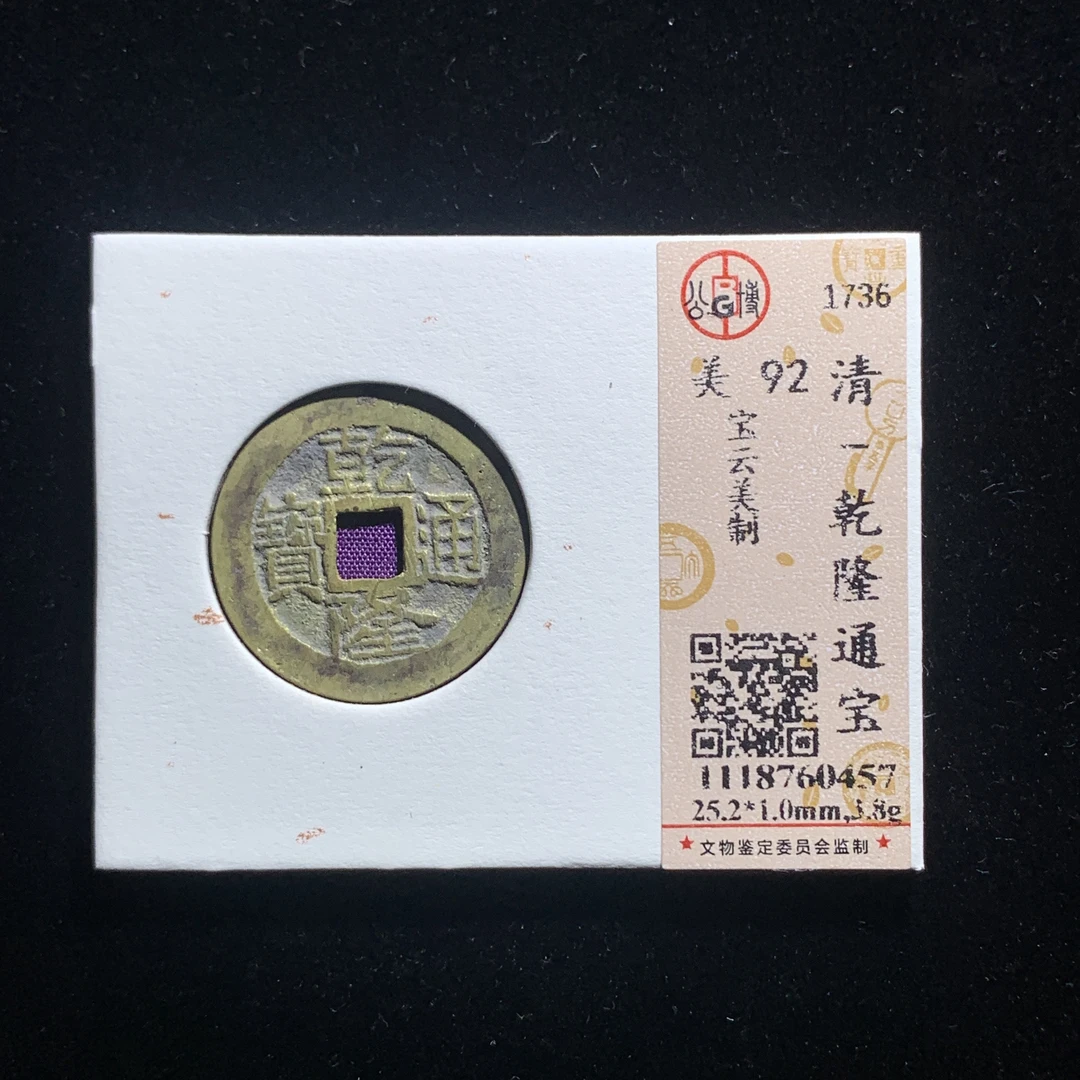 乾隆通寶
公博
1736
美 92
清一乾隆通宝
宝云美制
1118760457
25.2*1.0mm,3.8g
★ 文物鉴定委员会监制 ★